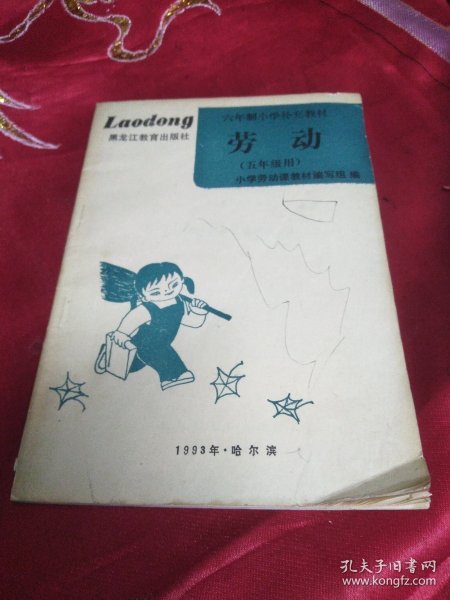 Laodong
黑龙江教育出版社
六年制小学补充教材
劳动
(五年级用)
小学劳动课教材编写组 编
1993年·哈尔滨
孔夫子旧书网
www.kongfz.com